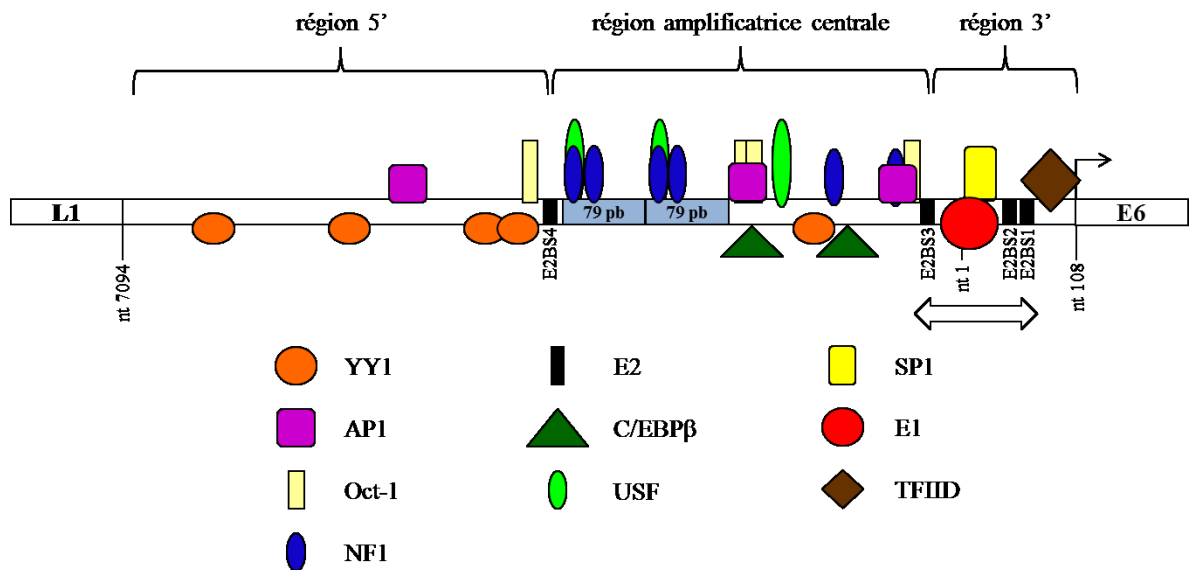 région 5’
région amplificatrice centrale
région 3’
L1
79 pb
79 pb
E6
nt 7094
E2BS4
E2BS3
nt 1
E2BS2
E2BS1
nt 108
YY1
E2
SP1
AP1
C/EBPβ
E1
Oct-1
USF
TFIID
NF1